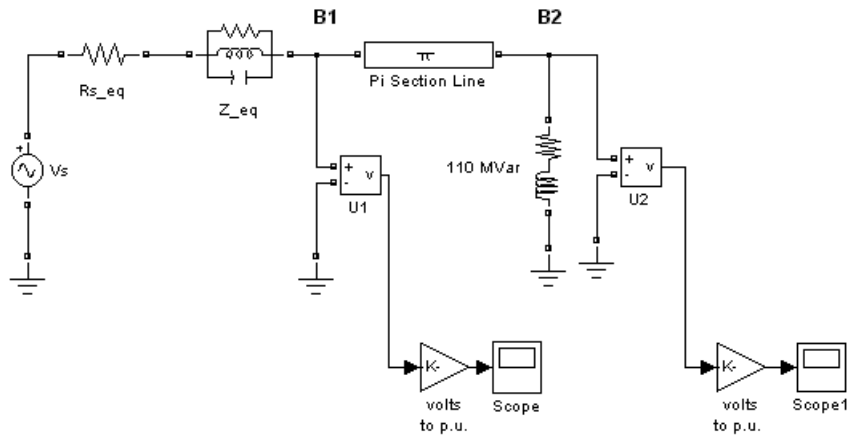 B1
B2
π
Rs_eq
Z_eq
Pi Section Line
+
Vs
+
-
v
U1
110 MVar
+
-
v
U2
K-
Scope
volts
to p.u.
K-
Scope1
volts
to p.u.